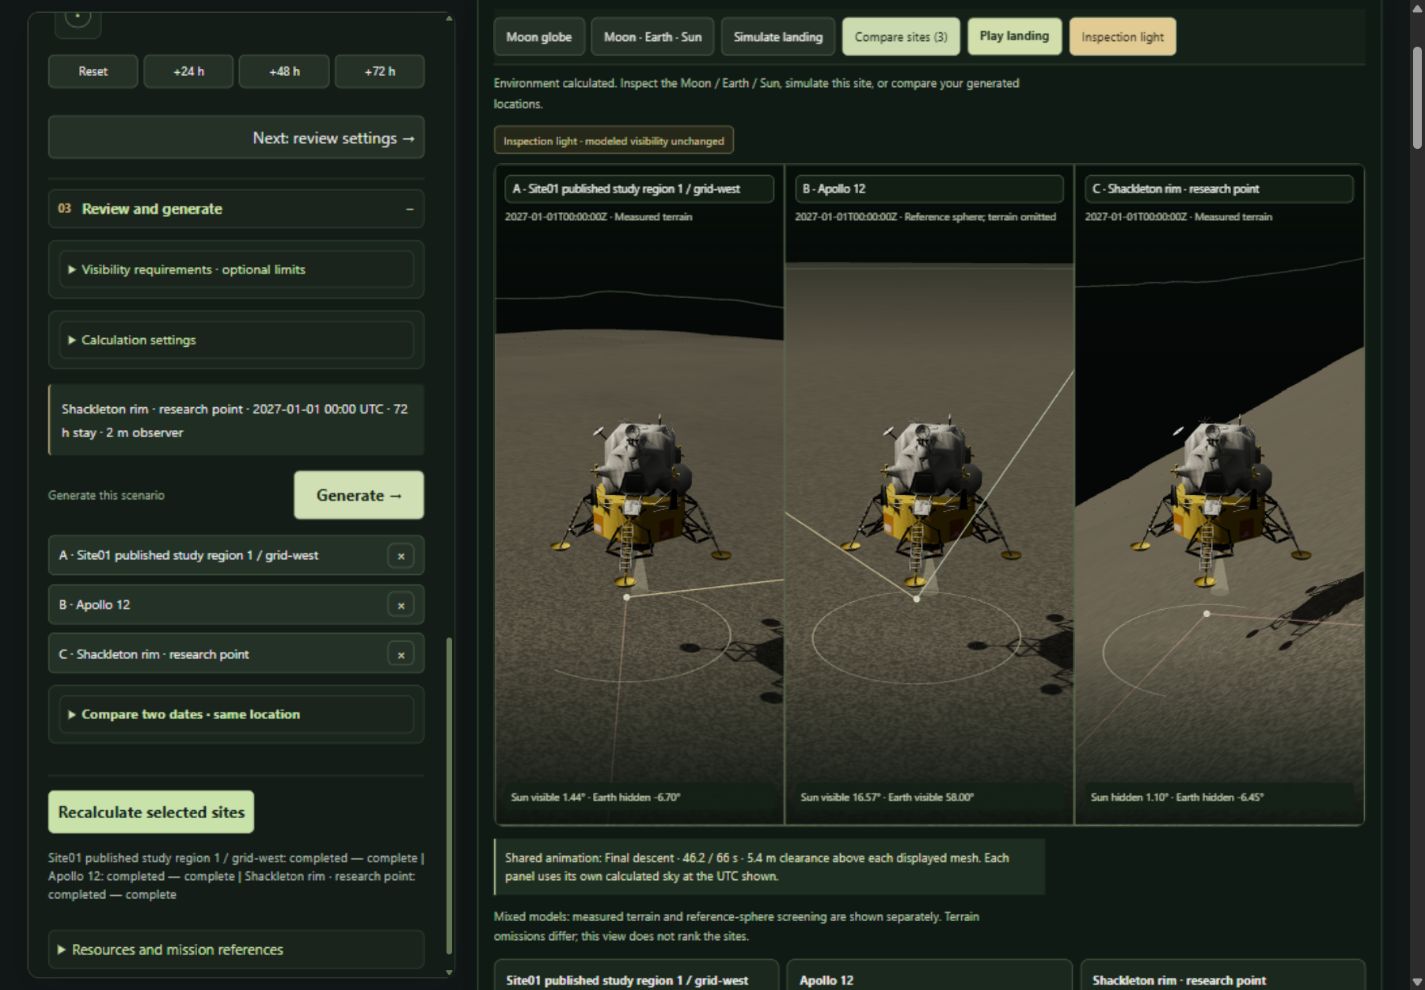 Reset
+24 h
+48 h
+72 h
Next: review settings →
03 Review and generate –
▶ Visibility requirements · optional limits
▶ Calculation settings
Shackleton rim · research point · 2027-01-01 00:00 UTC · 72
h stay · 2 m observer
Generate this scenario
Generate →
A · Site01 published study region 1 / grid-west ×
B · Apollo 12 ×
C · Shackleton rim · research point ×
▶ Compare two dates · same location
Recalculate selected sites
Site01 published study region 1 / grid-west: completed — complete |
Apollo 12: completed — complete | Shackleton rim · research point:
completed — complete
▶ Resources and mission references
Moon globe
Moon · Earth · Sun
Simulate landing
Compare sites (3)
Play landing
Inspection light
Environment calculated. Inspect the Moon / Earth / Sun, simulate this site, or compare your generated
locations.
Inspection light · modeled visibility unchanged
A · Site01 published study region 1 / grid-west
2027-01-01T00:00:00Z · Measured terrain
Sun visible 1.44° · Earth hidden -6.70°
B · Apollo 12
2027-01-01T00:00:00Z · Reference sphere; terrain omitted
Sun visible 16.57° · Earth visible 58.00°
C · Shackleton rim · research point
2027-01-01T00:00:00Z · Measured terrain
Sun hidden 1.10° · Earth hidden -6.45°
Shared animation: Final descent · 46.2 / 66 s · 5.4 m clearance above each displayed mesh. Each
panel uses its own calculated sky at the UTC shown.
Mixed models: measured terrain and reference-sphere screening are shown separately. Terrain
omissions differ; this view does not rank the sites.
Site01 published study region 1 / grid-west
Apollo 12
Shackleton rim · research point